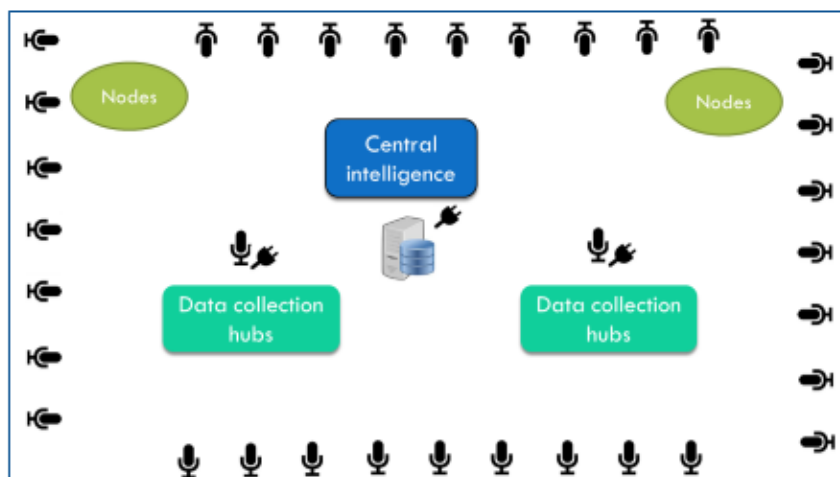 Nodes
Nodes
Central
intelligence
Data collection
hubs
Data collection
hubs